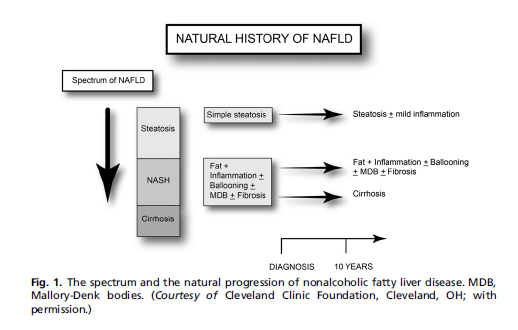 NATURAL HISTORY OF NAFLD
Spectrum of NAFLD
Steatosis
NASH
Cirrhosis
Simple steatosis
Steatosis ± mild inflammation
Fat +
Inflammation ±
Ballooning ±
MDB ± Fibrosis
Fat + Inflammation ± Ballooning
± MDB ± Fibrosis
Cirrhosis
DIAGNOSIS
10 YEARS
Fig. 1. The spectrum and the natural progression of nonalcoholic fatty liver disease. MDB,
Mallory-Denk bodies. (Courtesy of Cleveland Clinic Foundation, Cleveland, OH; with
permission.)